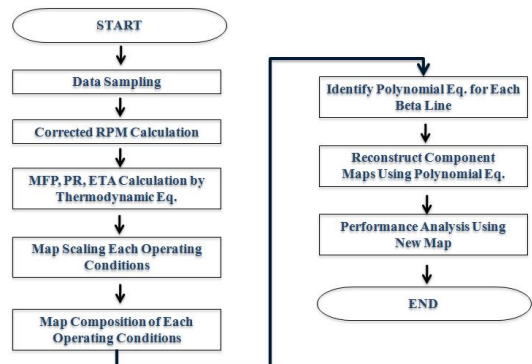 START
Data Sampling
Corrected RPM Calculation
MFP, PR, ETA Calculation by
Thermodynamic Eq.
Map Scaling Each Operating
Conditions
Map Composition of Each
Operating Conditions
Identify Polynomial Eq. for Each
Beta Line
Reconstruct Component
Maps Using Polynomial Eq.
Performance Analysis Using
New Map
END